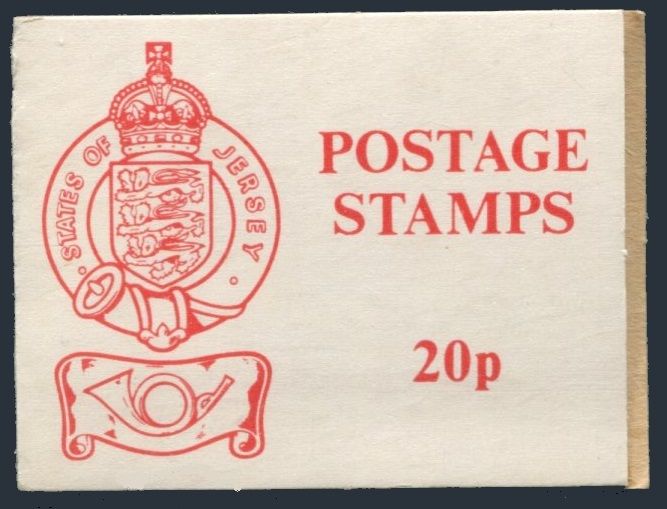 STATES OF JERSEY
POSTAGE
STAMPS
20p